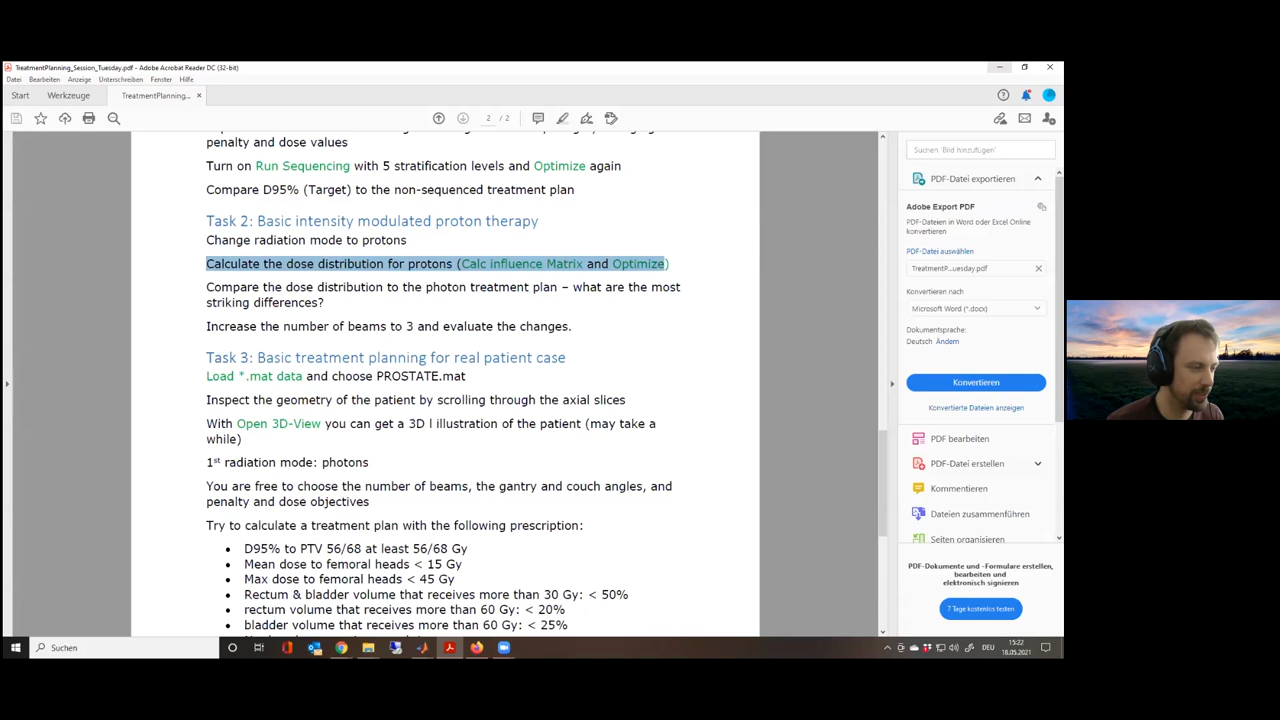 TreatmentPlanning_Session_Tuesday.pdf - Adobe Acrobat Reader DC (32-bit)
Datei Bearbeiten Anzeige Unterschreiben Fenster Hilfe
Start Werkzeuge TreatmentPlanning... ×
2 / 2
penalty and dose values
Turn on Run Sequencing with 5 stratification levels and Optimize again
Compare D95% (Target) to the non-sequenced treatment plan
Task 2: Basic intensity modulated proton therapy
Change radiation mode to protons
Calculate the dose distribution for protons (Calc influence Matrix and Optimize)
Compare the dose distribution to the photon treatment plan – what are the most
striking differences?
Increase the number of beams to 3 and evaluate the changes.
Task 3: Basic treatment planning for real patient case
Load *.mat data and choose PROSTATE.mat
Inspect the geometry of the patient by scrolling through the axial slices
With Open 3D-View you can get a 3D l illustration of the patient (may take a
while)
1st radiation mode: photons
You are free to choose the number of beams, the gantry and couch angles, and
penalty and dose objectives
Try to calculate a treatment plan with the following prescription:
• D95% to PTV 56/68 at least 56/68 Gy
• Mean dose to femoral heads < 15 Gy
• Max dose to femoral heads < 45 Gy
• Rectum & bladder volume that receives more than 30 Gy: < 50%
• rectum volume that receives more than 60 Gy: < 20%
• bladder volume that receives more than 60 Gy: < 25%
Suchen 'Bild hinzufügen'
PDF-Datei exportieren
Adobe Export PDF
PDF-Dateien in Word oder Excel Online
konvertieren
PDF-Datei auswählen
TreatmentP...uesday.pdf
Konvertieren nach
Microsoft Word (*.docx)
Dokumentsprache:
Deutsch Ändern
Konvertieren
Konvertierte Dateien anzeigen
PDF bearbeiten
PDF-Datei erstellen
Kommentieren
Dateien zusammenführen
Seiten organisieren
PDF-Dokumente und -Formulare erstellen,
bearbeiten und
elektronisch signieren
7 Tage kostenlos testen
Suchen
DEU
15:22
18.05.2021